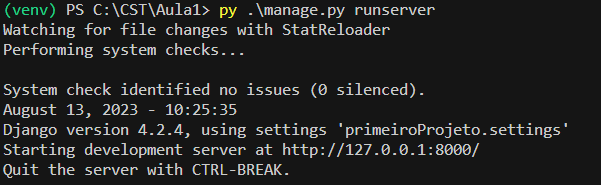 (venv) PS C:\CST\Aula1> py .\manage.py runserver
Watching for file changes with StatReloader
Performing system checks...

System check identified no issues (0 silenced).
August 13, 2023 - 10:25:35
Django version 4.2.4, using settings 'primeiroProjeto.settings'
Starting development server at http://127.0.0.1:8000/
Quit the server with CTRL-BREAK.